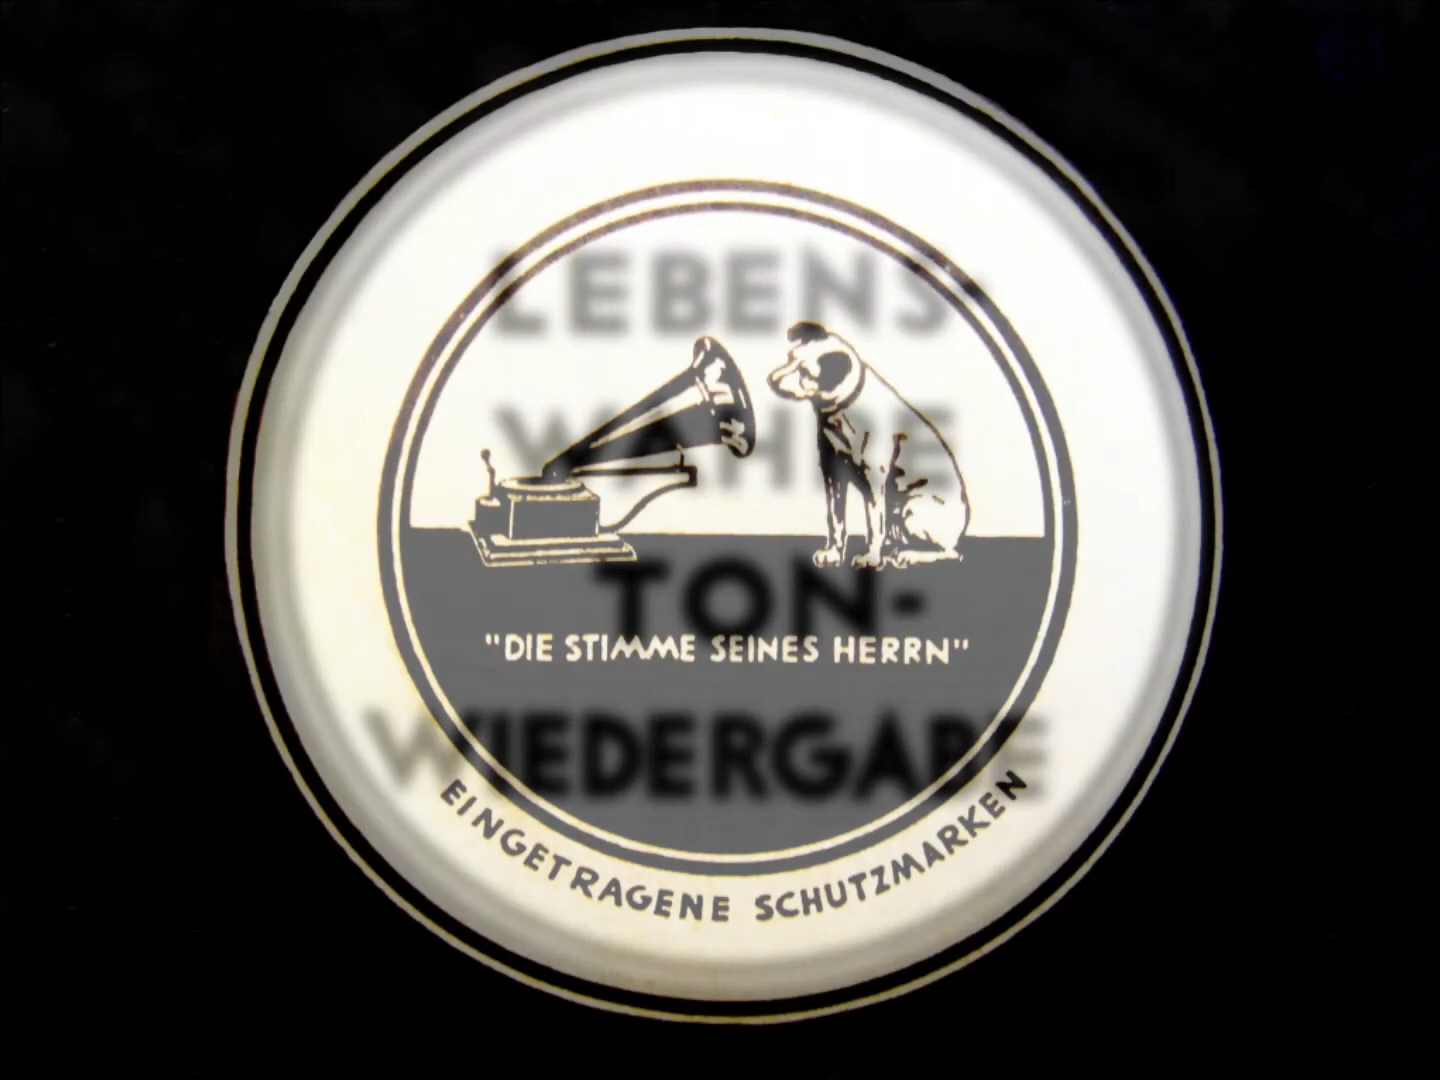 LEBENS-
WAHRE
TON-
"DIE STIMME SEINES HERRN"
WIEDERGABE
EINGETRAGENE SCHUTZMARKEN